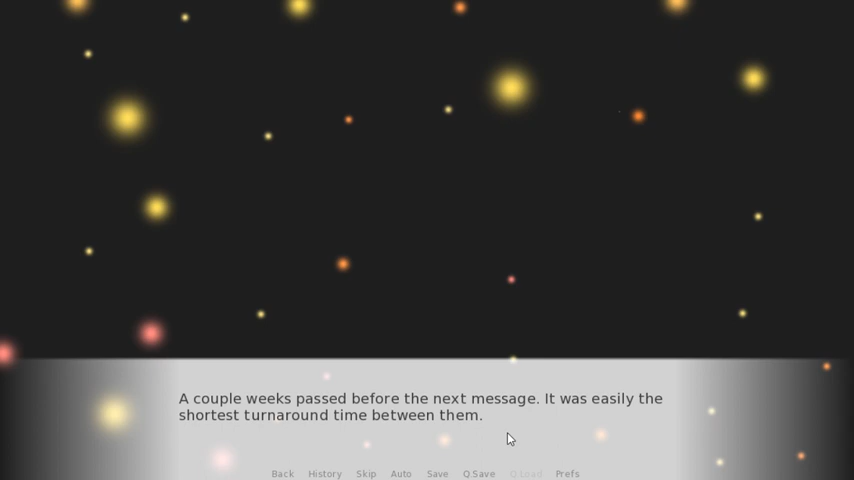 A couple weeks passed before the next message. It was easily the
shortest turnaround time between them.
Back History Skip Auto Save Q.Save Q.Load Prefs